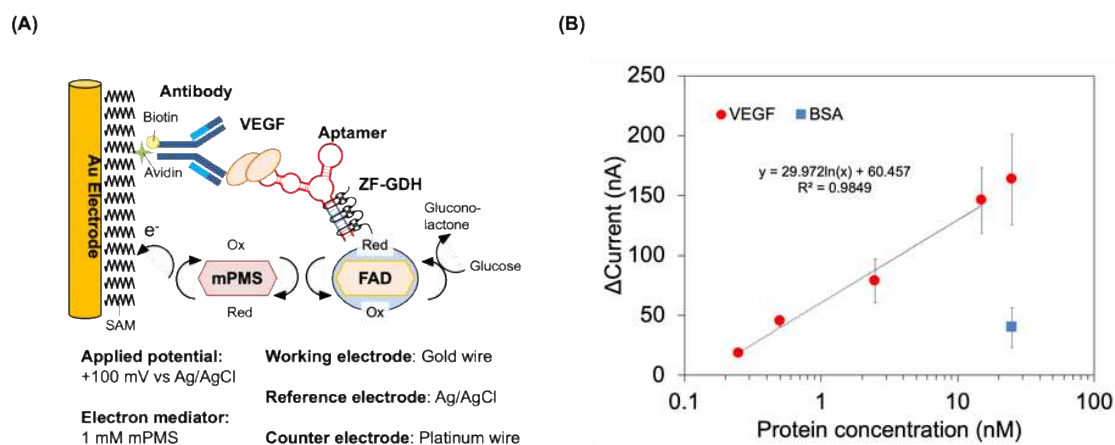 (A)
Antibody
Biotin
VEGF
Aptamer
Avidin
ZF-GDH
Au Electrode
e-
Ox
mPMS
Red
Red
FAD
Ox
Glucono-
lactone
Glucose
SAM
Applied potential:
+100 mV vs Ag/AgCl
Electron mediator:
1 mM mPMS
Working electrode: Gold wire
Reference electrode: Ag/AgCl
Counter electrode: Platinum wire
(B)
250
200
150
100
50
0
ΔCurrent (nA)
VEGF
BSA
y = 29.972ln(x) + 60.457
R² = 0.9849
0.1
1
10
100
Protein concentration (nM)